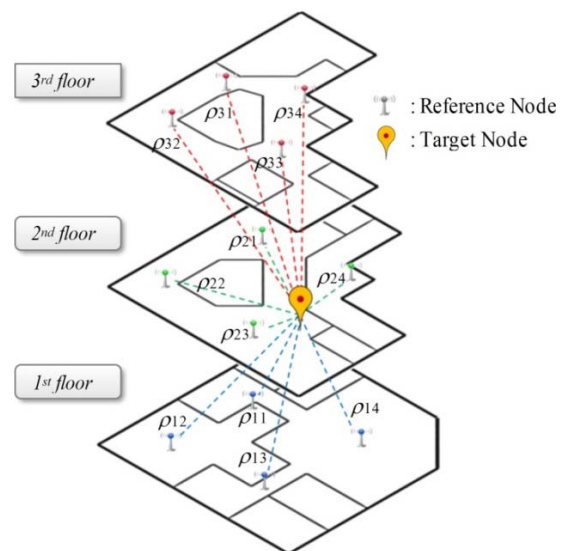 3rd floor
ρ31
ρ34
ρ32
ρ33
: Reference Node
: Target Node
2nd floor
ρ21
ρ24
ρ22
ρ23
1st floor
ρ11
ρ12
ρ14
ρ13